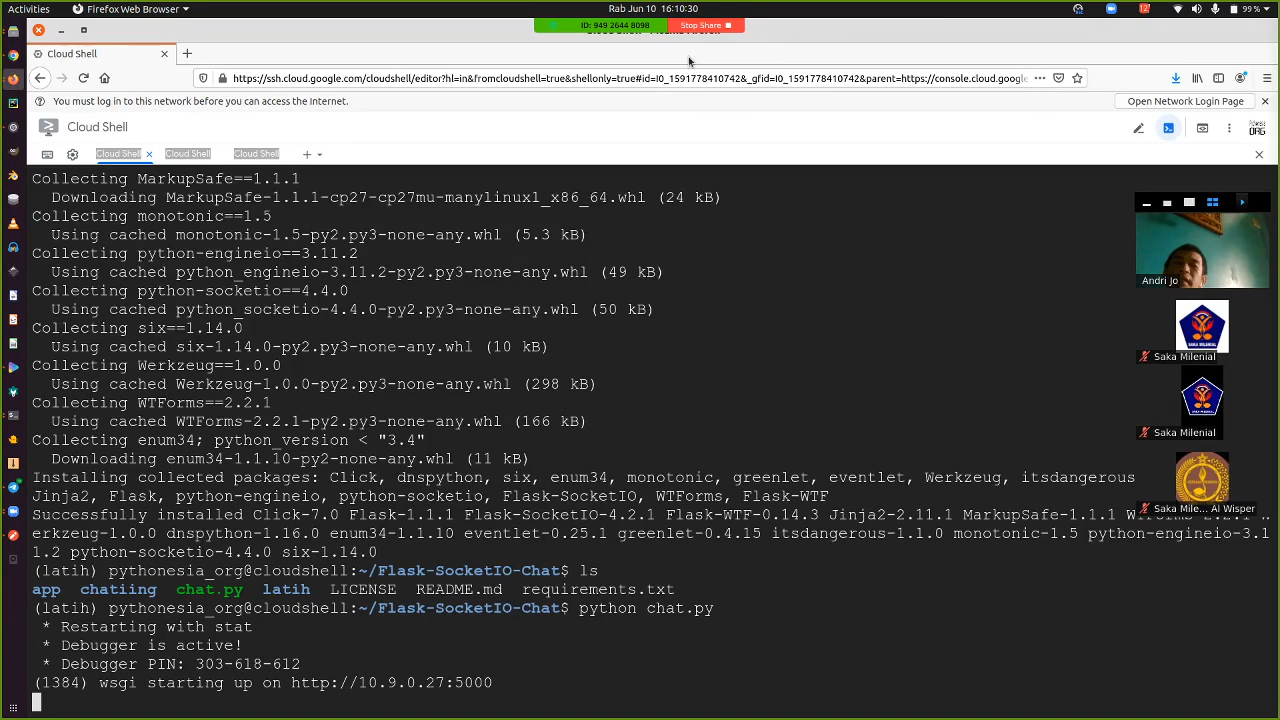 Activities
Firefox Web Browser
Rab Jun 10 16:10:30
99 %
ID: 949 2644 8098
Stop Share
Cloud Shell
https://ssh.cloud.google.com/cloudshell/editor?hl=in&fromcloudshell=true&shellonly=true#id=I0_1591778410742&_gfid=I0_1591778410742&parent=https://console.cloud.goog
You must log in to this network before you can access the Internet.
Open Network Login Page
Cloud Shell
Cloud Shell
Cloud Shell
Cloud Shell
Collecting MarkupSafe==1.1.1
Downloading MarkupSafe-1.1.1-cp27-cp27mu-manylinux1_x86_64.whl (24 kB)
Collecting monotonic==1.5
Using cached monotonic-1.5-py2.py3-none-any.whl (5.3 kB)
Collecting python-engineio==3.11.2
Using cached python_engineio-3.11.2-py2.py3-none-any.whl (49 kB)
Collecting python-socketio==4.4.0
Using cached python_socketio-4.4.0-py2.py3-none-any.whl (50 kB)
Collecting six==1.14.0
Using cached six-1.14.0-py2.py3-none-any.whl (10 kB)
Collecting Werkzeug==1.0.0
Using cached Werkzeug-1.0.0-py2.py3-none-any.whl (298 kB)
Collecting WTForms==2.2.1
Using cached WTForms-2.2.1-py2.py3-none-any.whl (166 kB)
Collecting enum34; python_version < "3.4"
Downloading enum34-1.1.10-py2-none-any.whl (11 kB)
Installing collected packages: Click, dnspython, six, enum34, monotonic, greenlet, eventlet, Werkzeug, itsdangerous
Jinja2, Flask, python-engineio, python-socketio, Flask-SocketIO, WTForms, Flask-WTF
Successfully installed Click-7.0 Flask-1.1.1 Flask-SocketIO-4.2.1 Flask-WTF-0.14.3 Jinja2-2.11.1 MarkupSafe-1.1.1 W
erkzeug-1.0.0 dnspython-1.16.0 enum34-1.1.10 eventlet-0.25.1 greenlet-0.4.15 itsdangerous-1.1.0 monotonic-1.5 python-engineio-3.1
1.2 python-socketio-4.4.0 six-1.14.0
(latih) pythonesia_org@cloudshell:~/Flask-SocketIO-Chat$ ls
app chatiing chat.py latih LICENSE README.md requirements.txt
(latih) pythonesia_org@cloudshell:~/Flask-SocketIO-Chat$ python chat.py
* Restarting with stat
* Debugger is active!
* Debugger PIN: 303-618-612
(1384) wsgi starting up on http://10.9.0.27:5000
Andri Jo
Saka Milenial
Saka Milenial
Saka Mile... Al Wisper